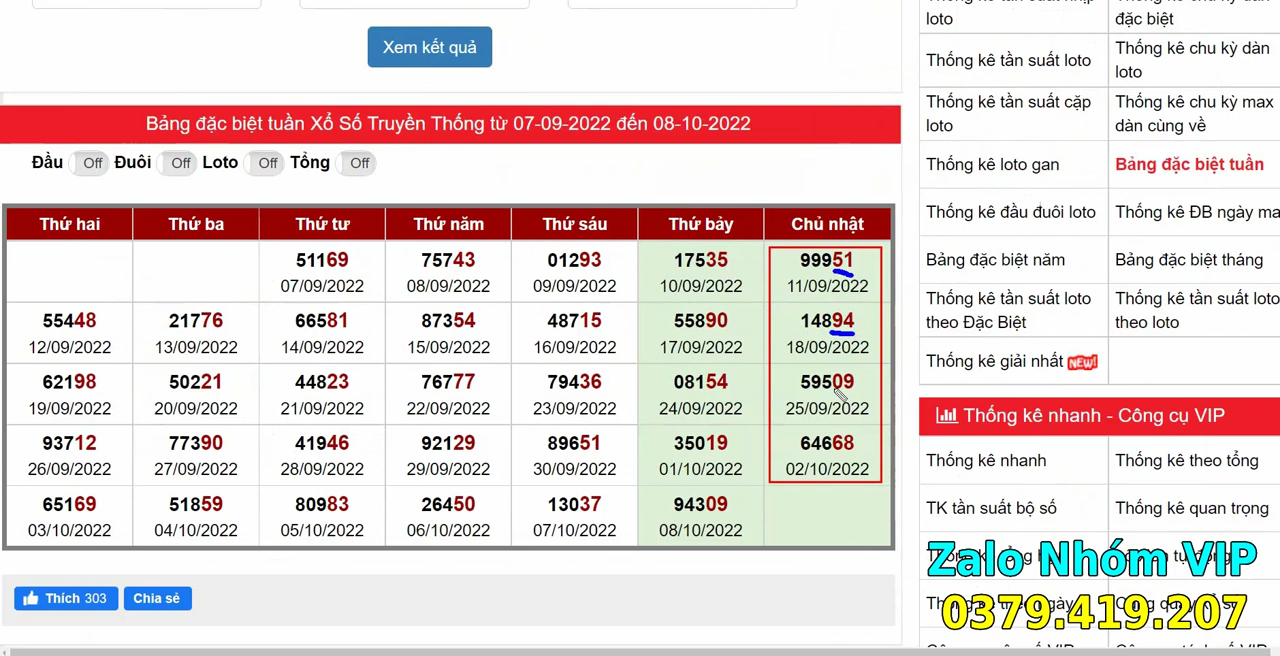 Xem kết quả
Bảng đặc biệt tuần Xổ Số Truyền Thống từ 07-09-2022 đến 08-10-2022
Đầu Off Đuôi Off Loto Off Tổng Off
Thứ hai Thứ ba Thứ tư Thứ năm Thứ sáu Thứ bảy Chủ nhật
51169 75743 01293 17535 99951
07/09/2022 08/09/2022 09/09/2022 10/09/2022 11/09/2022
55448 21776 66581 87354 48715 55890 14894
12/09/2022 13/09/2022 14/09/2022 15/09/2022 16/09/2022 17/09/2022 18/09/2022
62198 50221 44823 76777 79436 08154 59509
19/09/2022 20/09/2022 21/09/2022 22/09/2022 23/09/2022 24/09/2022 25/09/2022
93712 77390 41946 92129 89651 35019 64668
26/09/2022 27/09/2022 28/09/2022 29/09/2022 30/09/2022 01/10/2022 02/10/2022
65169 51859 80983 26450 13037 94309
03/10/2022 04/10/2022 05/10/2022 06/10/2022 07/10/2022 08/10/2022
Thích 303 Chia sẻ
loto
đặc biệt
Thống kê tần suất loto
Thống kê chu kỳ dàn
loto
Thống kê tần suất cặp
loto
Thống kê chu kỳ max
dàn cùng về
Thống kê loto gan
Bảng đặc biệt tuần
Thống kê đầu đuôi loto
Thống kê ĐB ngày ma
Bảng đặc biệt năm
Bảng đặc biệt tháng
Thống kê tần suất loto
theo Đặc Biệt
Thống kê tần suất loto
theo loto
Thống kê giải nhất NEW!
Thống kê nhanh - Công cụ VIP
Thống kê nhanh
Thống kê theo tổng
TK tần suất bộ số
Thống kê quan trọng
Zalo Nhóm VIP
0379.419.207